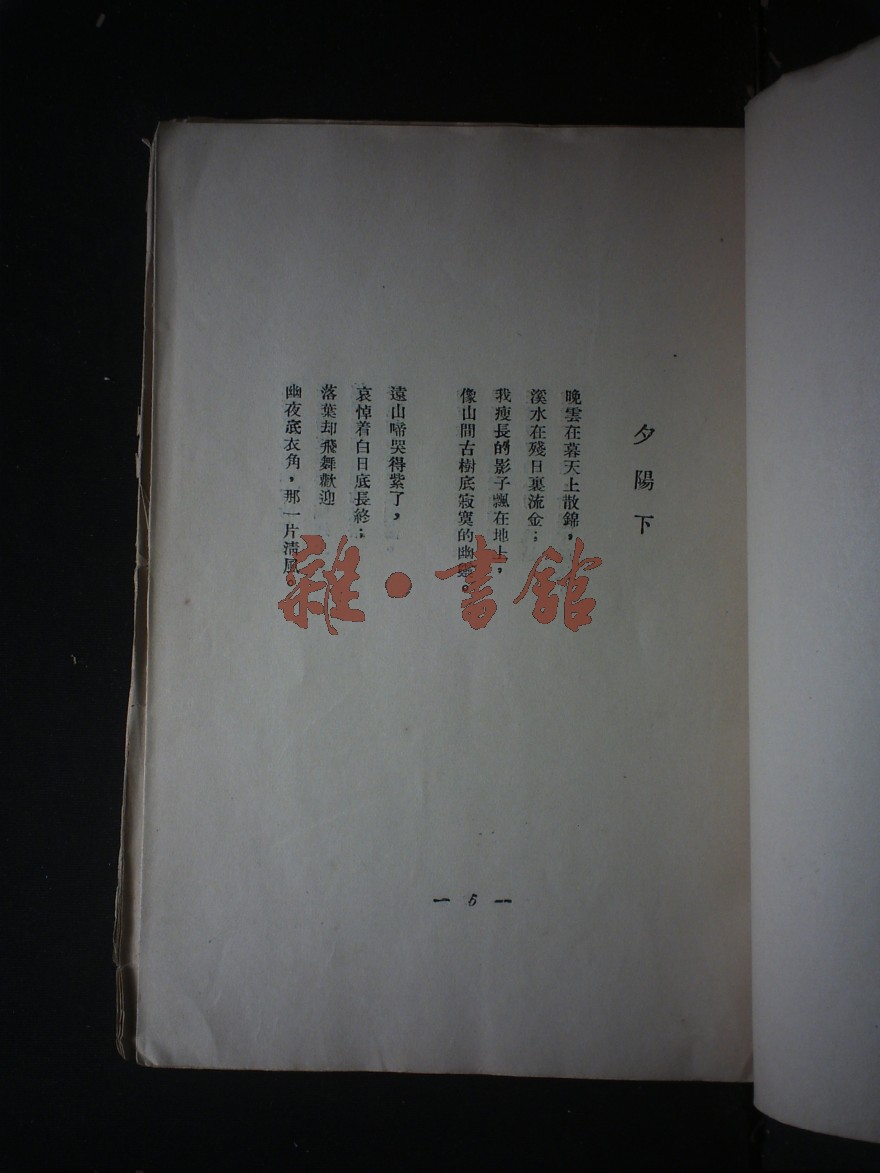 夕陽下
晚雲在暮天上散錦，
溪水在殘日裏流金；
我瘦長的影子飄在地上，
像山間古樹底寂寞的幽靈。
遠山啼哭得紫了，
哀悼着白日底長終；
落葉却飛舞歡迎
幽夜底衣角，那一片清風。
— 5 —
雜·書館